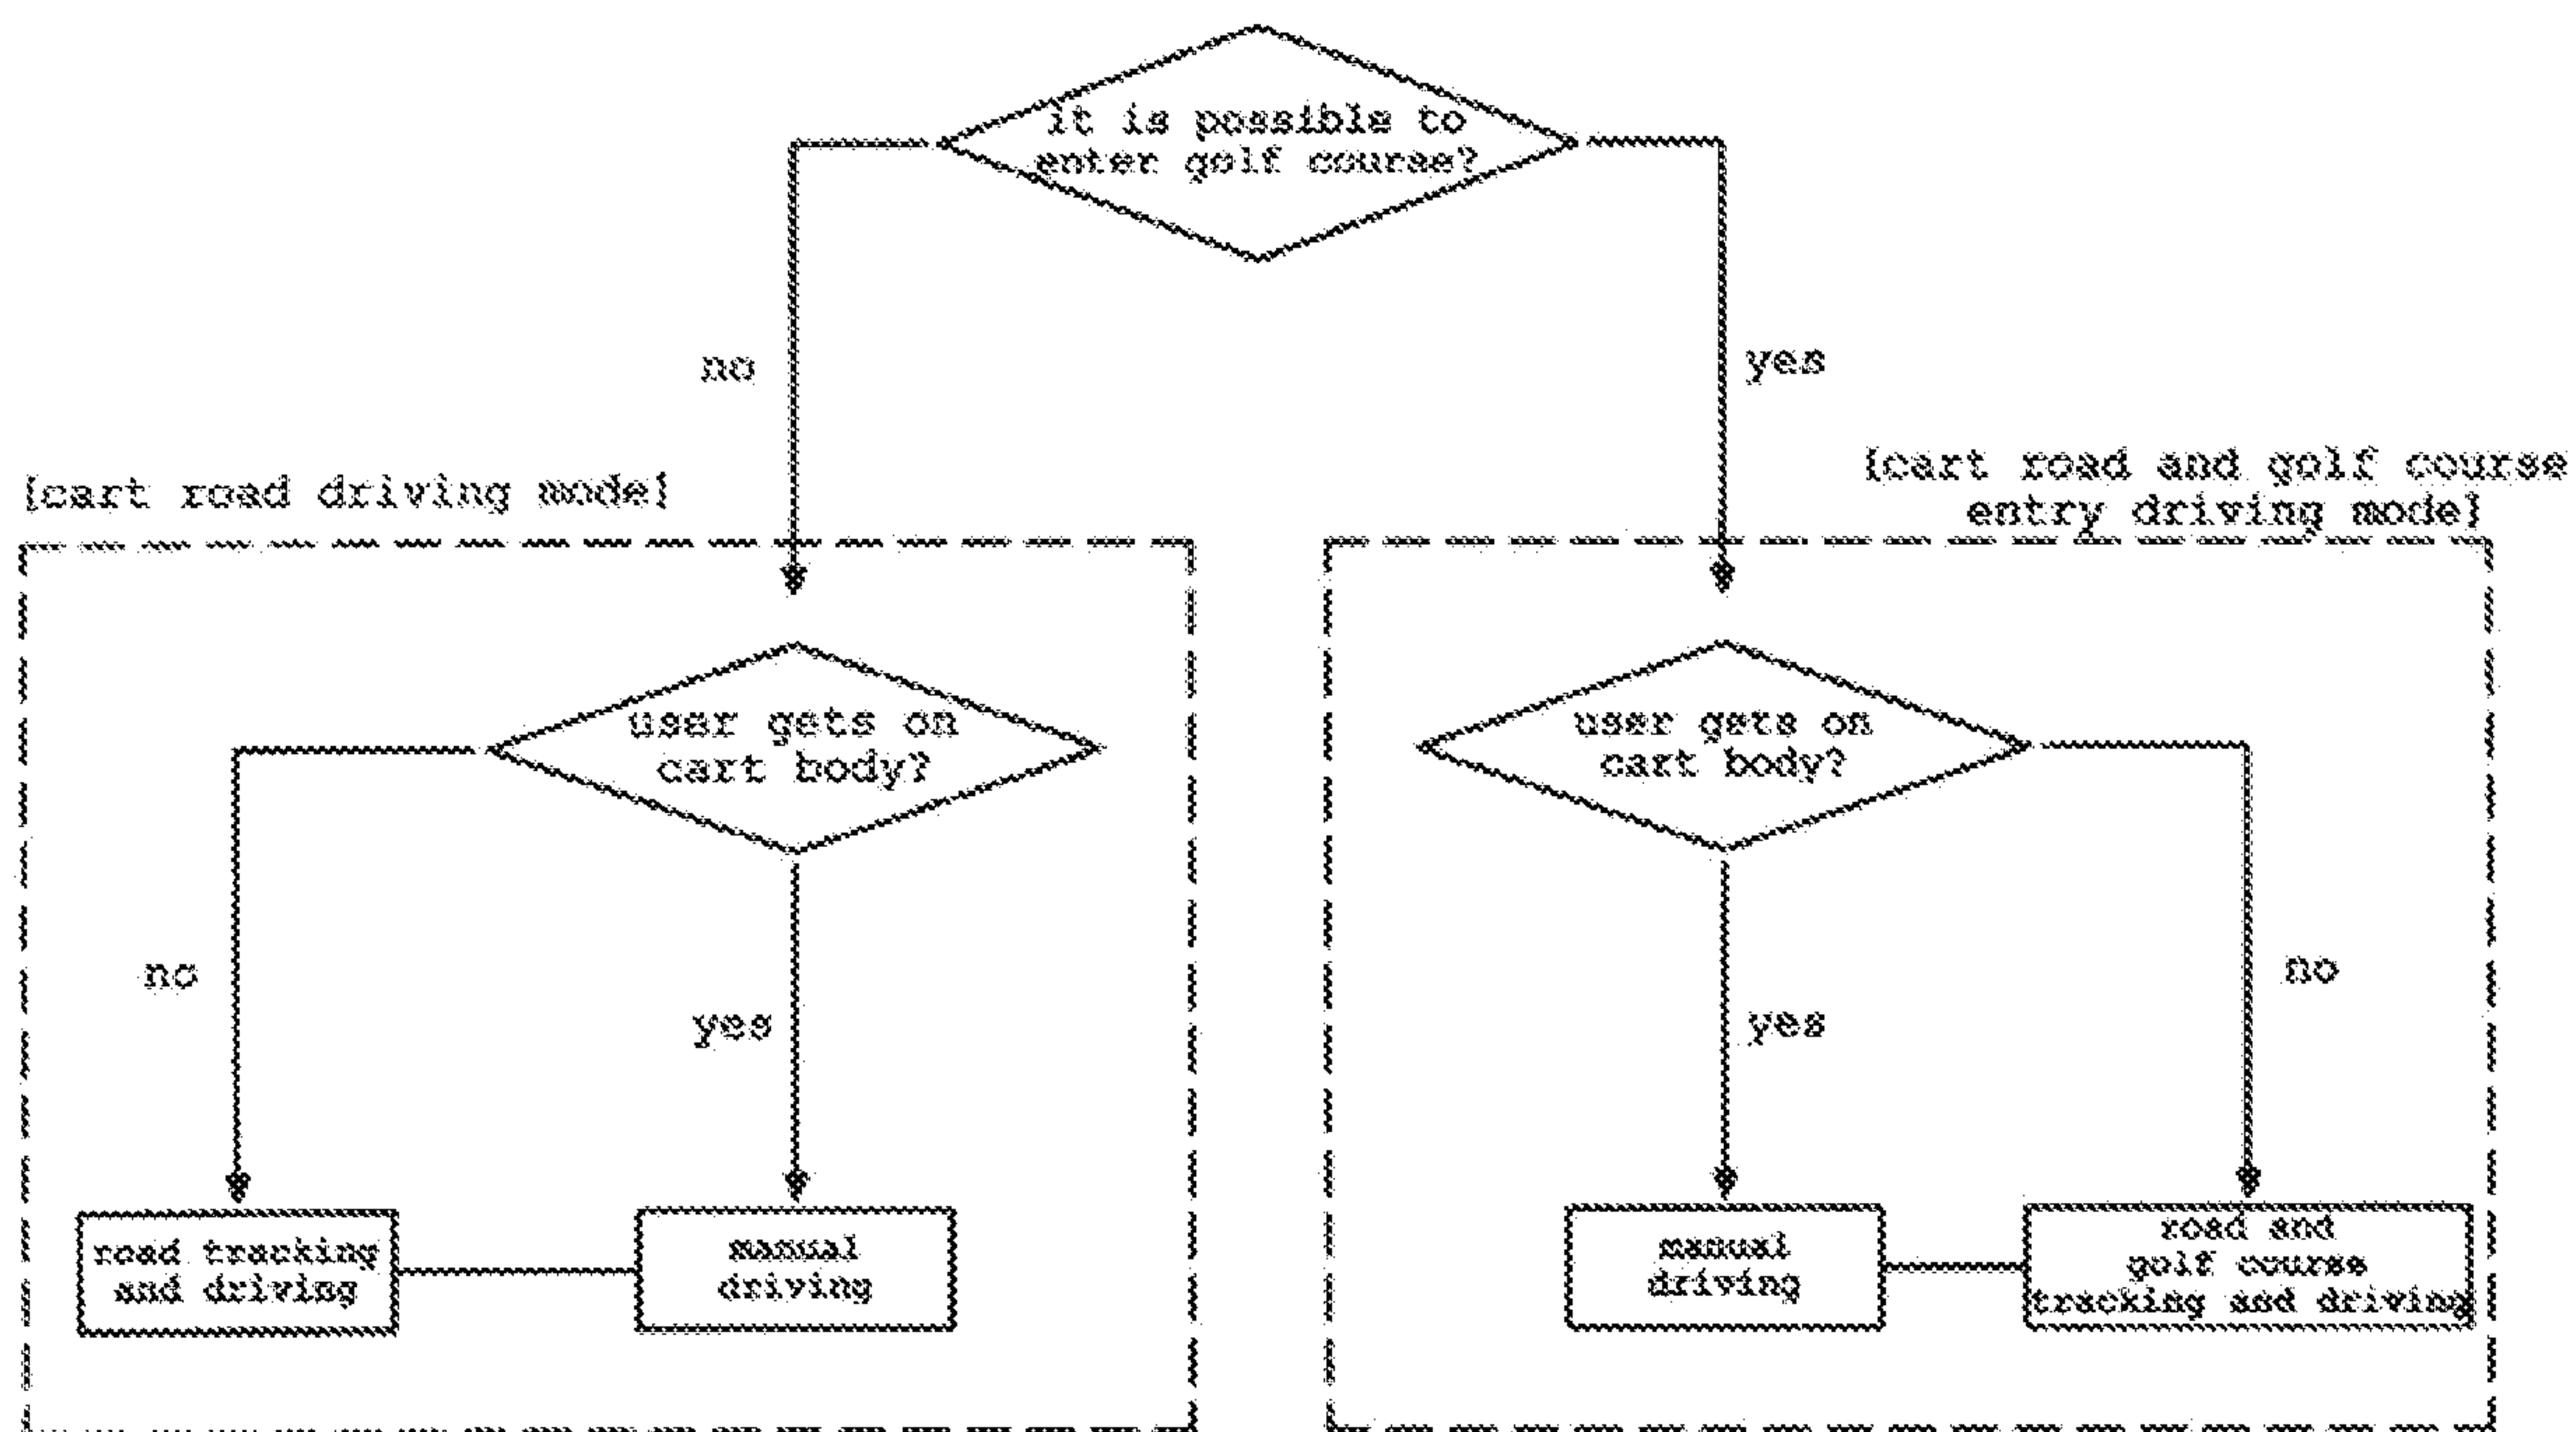 it is possible to
enter golf course?
no
yes
[cart road driving mode]
[cart road and golf course
entry driving mode]
user gets on
cart body?
user gets on
cart body?
no
yes
yes
no
road tracking
and driving
manual
driving
manual
driving
road and
golf course
tracking and driving